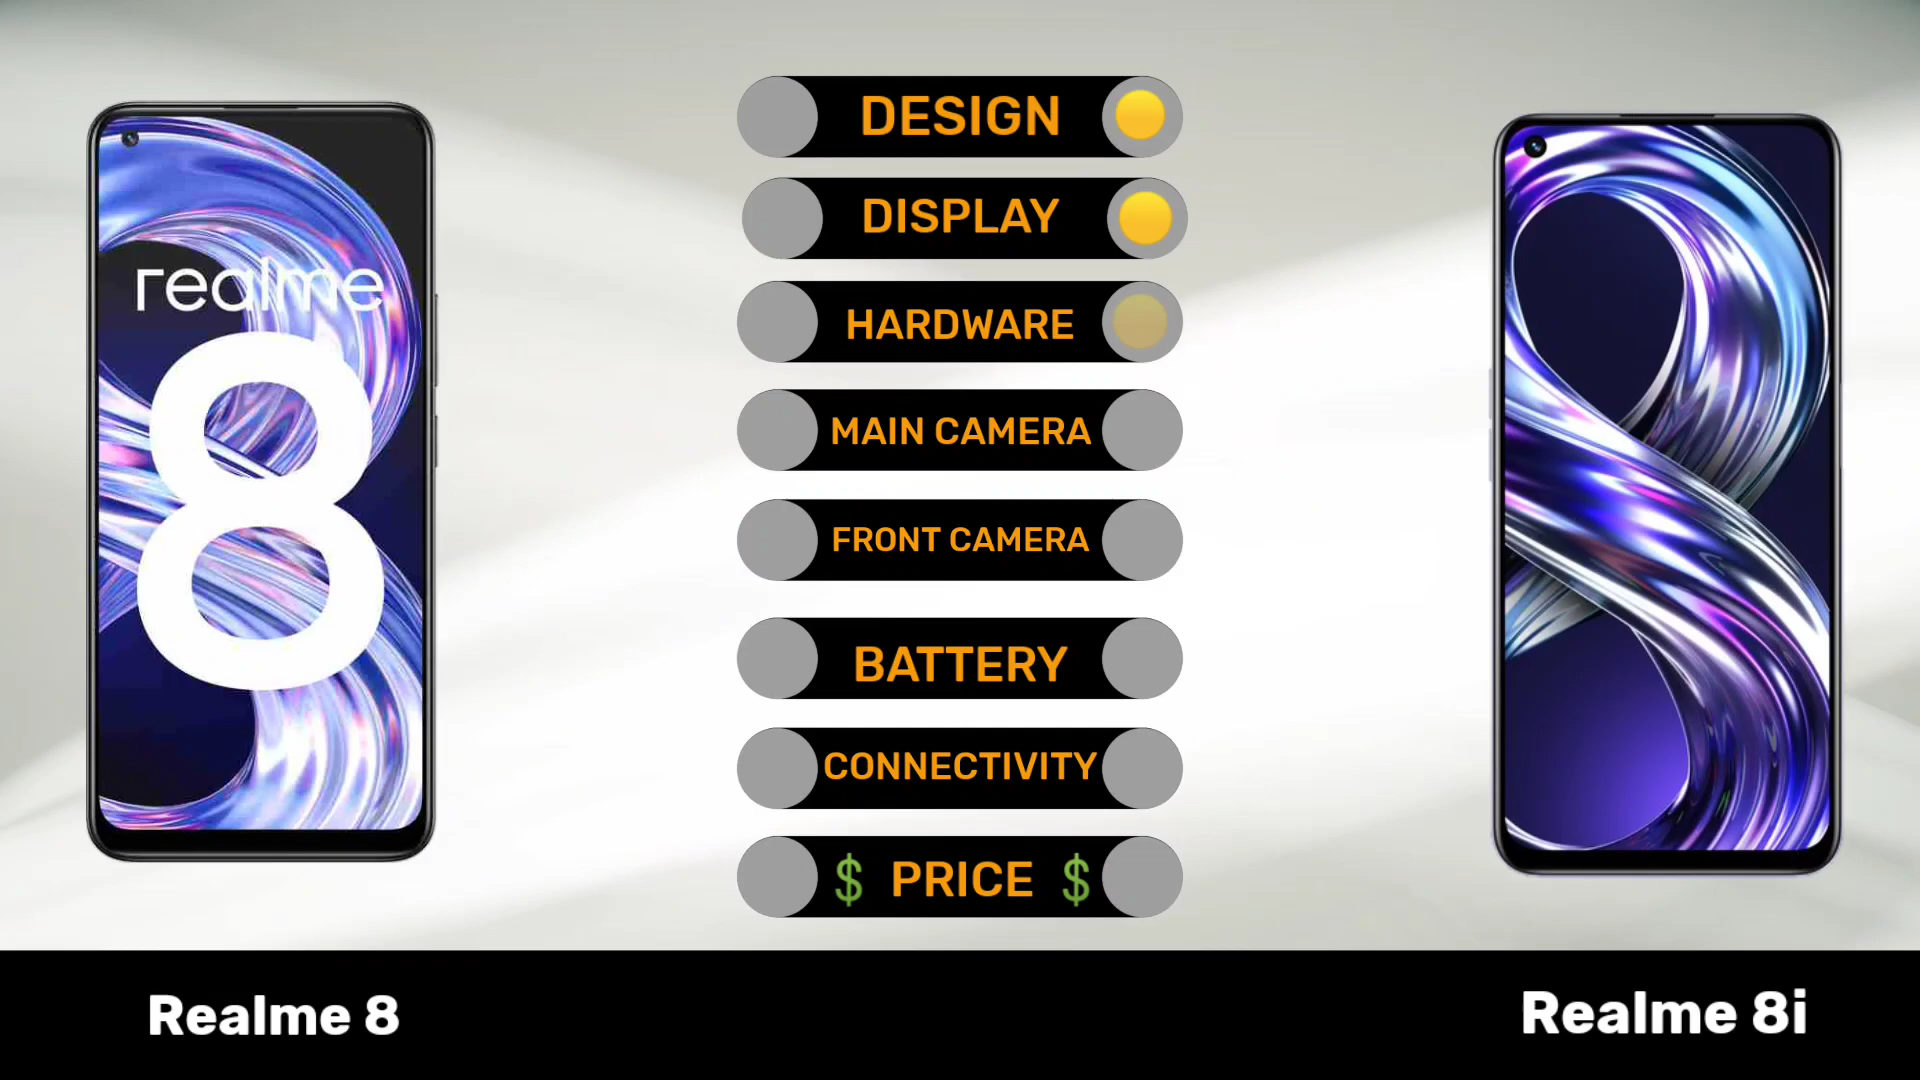 realme
8
DESIGN
DISPLAY
HARDWARE
MAIN CAMERA
FRONT CAMERA
BATTERY
CONNECTIVITY
$ PRICE $
Realme 8
Realme 8i